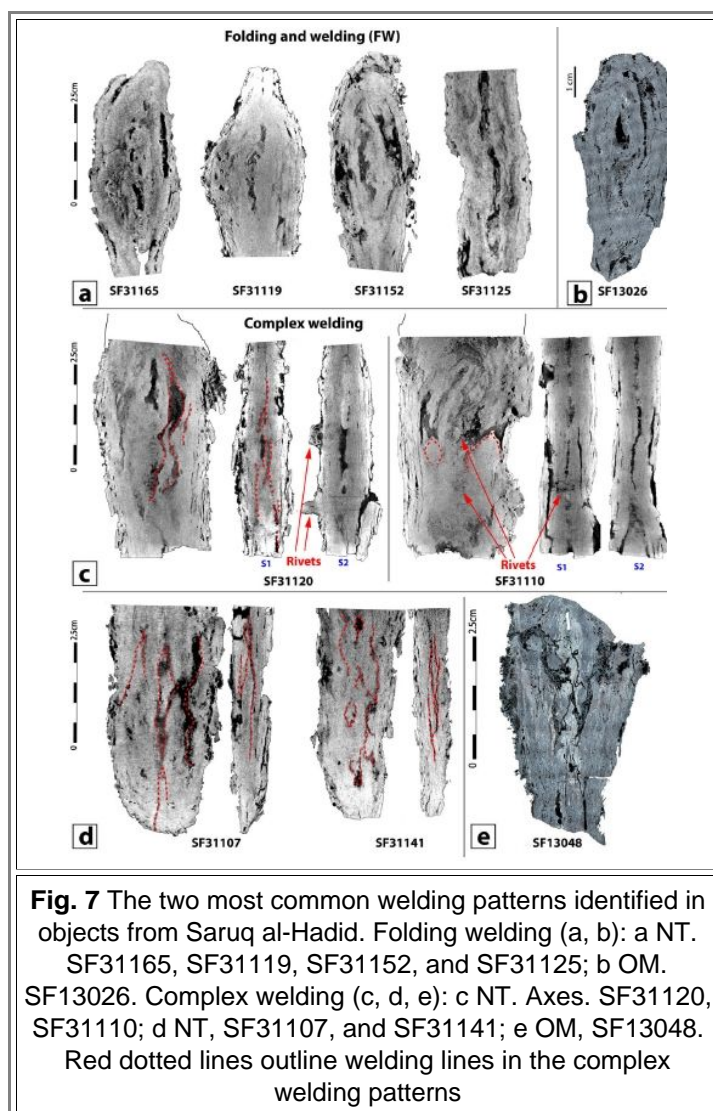 Folding and welding (FW)
2.5cm
0
1 cm
a
SF31165
SF31119
SF31152
SF31125
b
SF13026
Complex welding
2.5cm
0
Rivets
Rivets
c
S1
S2
S1
S2
SF31120
SF31110
2.5cm
0
2.5cm
0
d
SF31107
SF31141
e
SF13048
Fig. 7 The two most common welding patterns identified in
objects from Saruq al-Hadid. Folding welding (a, b): a NT.
SF31165, SF31119, SF31152, and SF31125; b OM.
SF13026. Complex welding (c, d, e): c NT. Axes. SF31120,
SF31110; d NT, SF31107, and SF31141; e OM, SF13048.
Red dotted lines outline welding lines in the complex
welding patterns